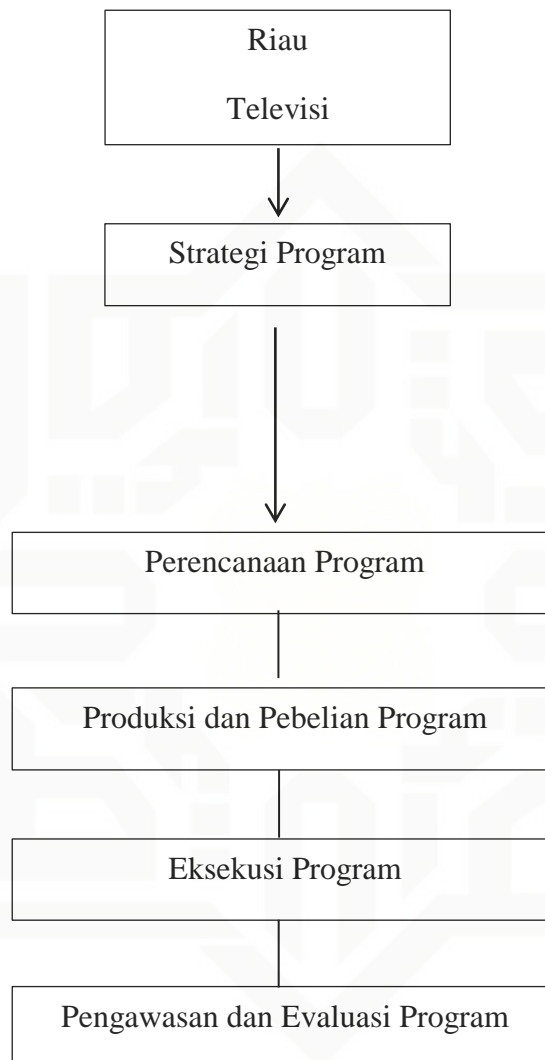 Riau
Televisi
Strategi Program
Perencanaan Program
Produksi dan Pebelian Program
Eksekusi Program
Pengawasan dan Evaluasi Program